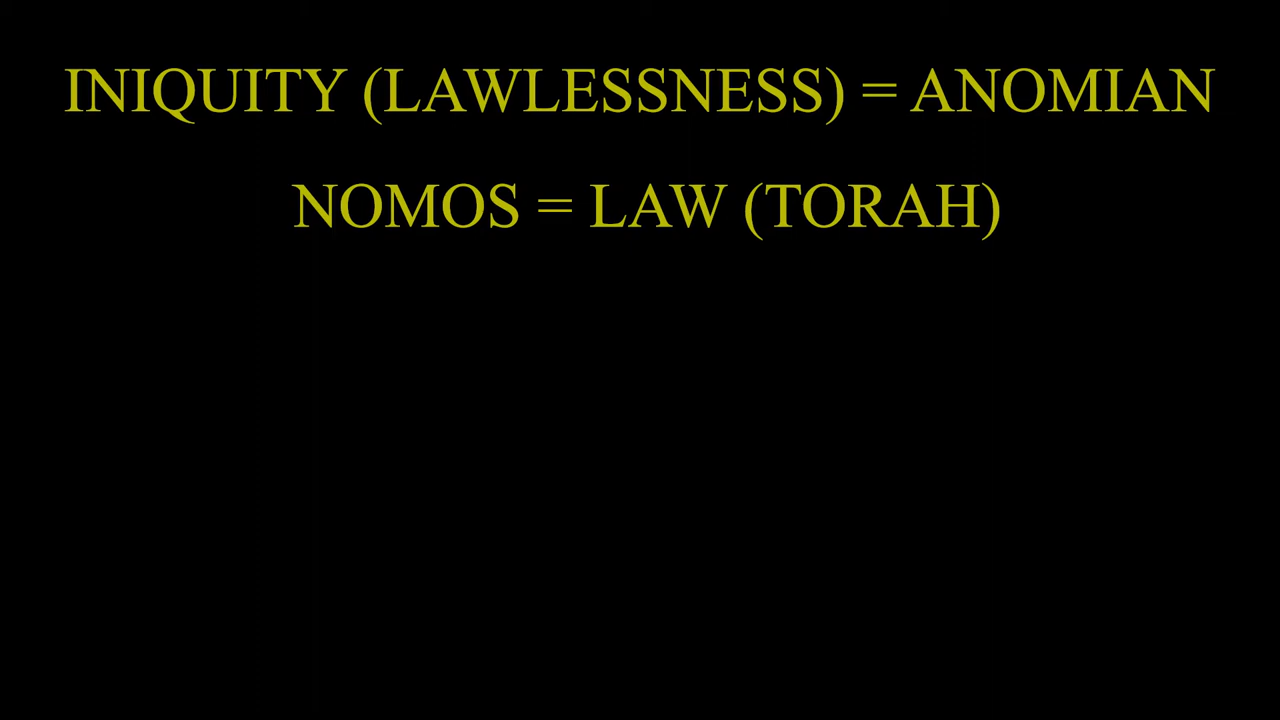 INIQUITY (LAWLESSNESS) = ANOMIAN
NOMOS = LAW (TORAH)